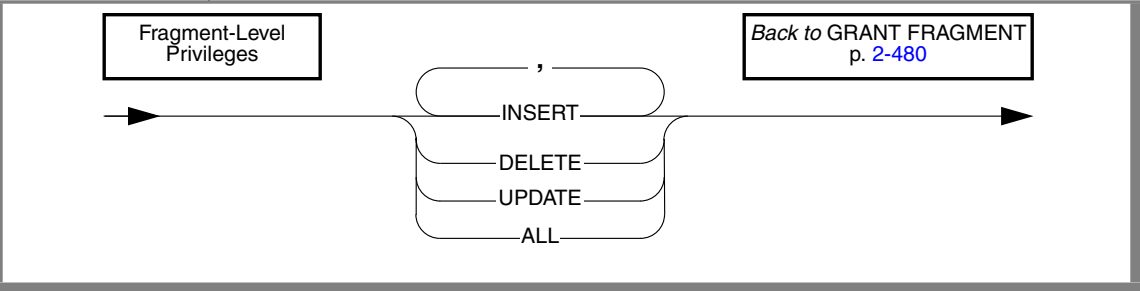 Fragment-Level
Privileges
Back to GRANT FRAGMENT
p. 2-480
,
INSERT
DELETE
UPDATE
ALL